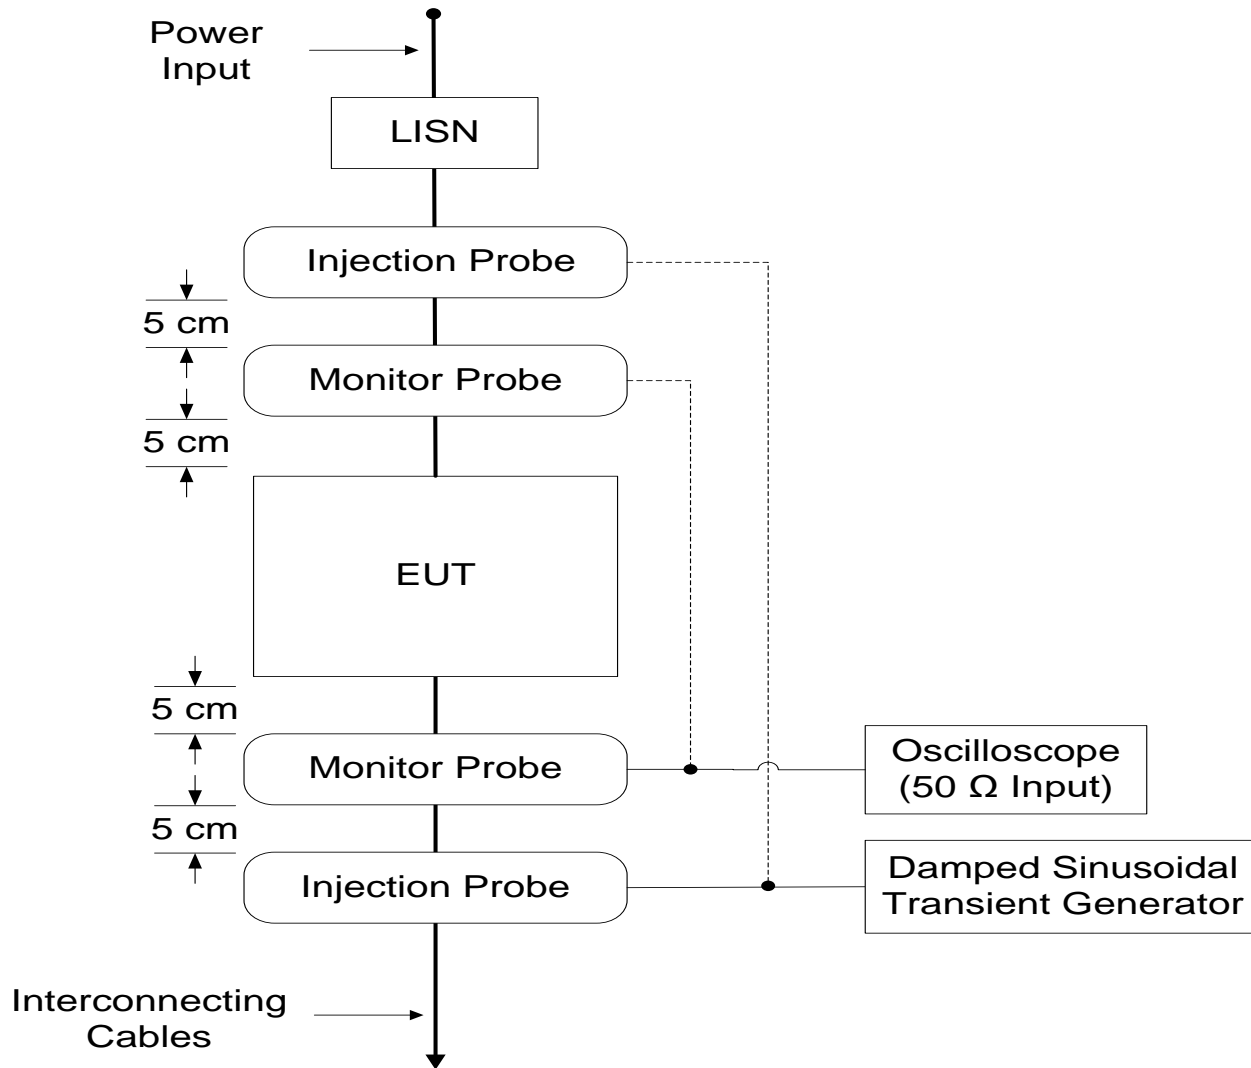 Power
Input
LISN
Injection Probe
5 cm
Monitor Probe
5 cm
EUT
5 cm
Monitor Probe
Oscilloscope
(50 Ω Input)
5 cm
Injection Probe
Damped Sinusoidal
Transient Generator
Interconnecting
Cables